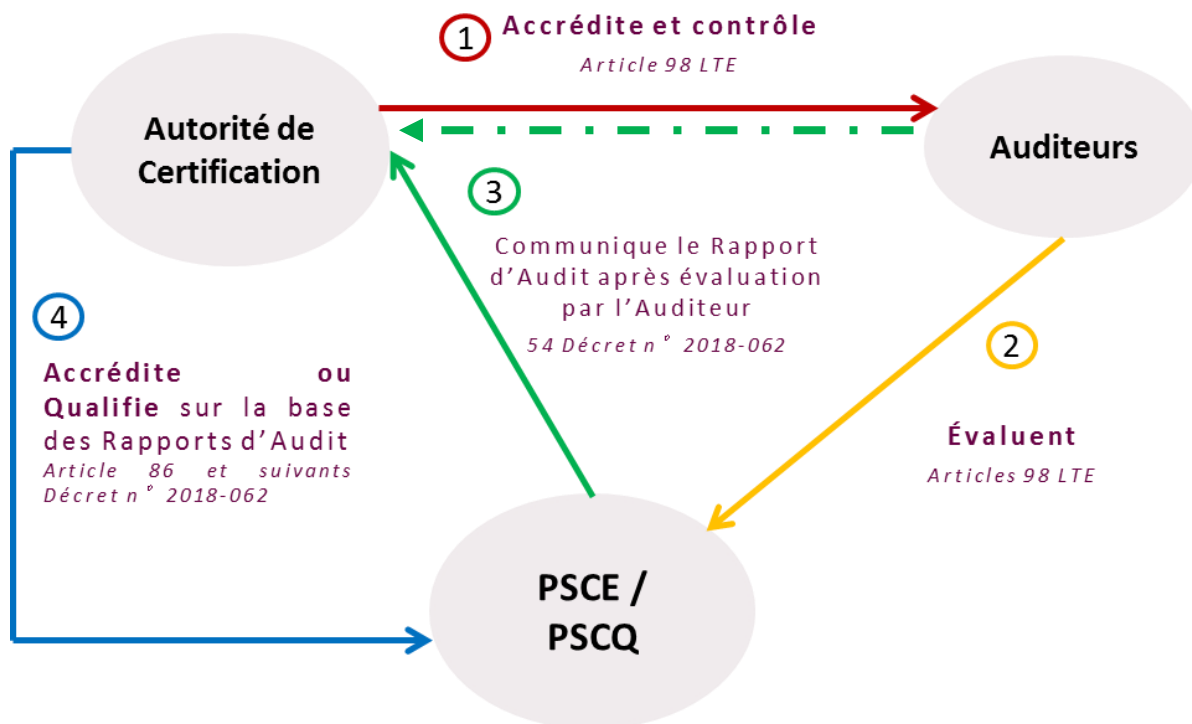 1
Accrédite et contrôle
Article 98 LTE
Autorité de
Certification
Auditeurs
3
Communique le Rapport
d’Audit après évaluation
par l’Auditeur
54 Décret n° 2018-062
4
Accrédite ou
Qualifie sur la base
des Rapports d’Audit
Article 86 et suivants
Décret n° 2018-062
2
Évaluent
Articles 98 LTE
PSCE /
PSCQ